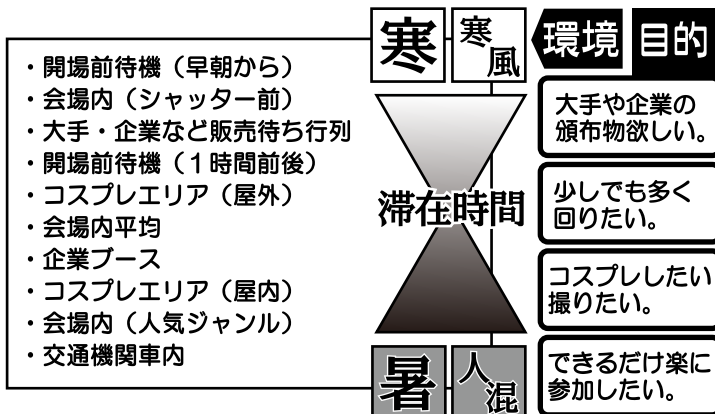 寒
寒風
環境
目的
・開場前待機（早朝から）
・会場内（シャッター前）
・大手・企業など販売待ち行列
・開場前待機（１時間前後）
・コスプレエリア（屋外）
・会場内平均
・企業ブース
・コスプレエリア（屋内）
・会場内（人気ジャンル）
・交通機関車内
滞在時間
暑
人混
大手や企業の
頒布物欲しい。
少しでも多く
回りたい。
コスプレしたい
撮りたい。
できるだけ楽に
参加したい。